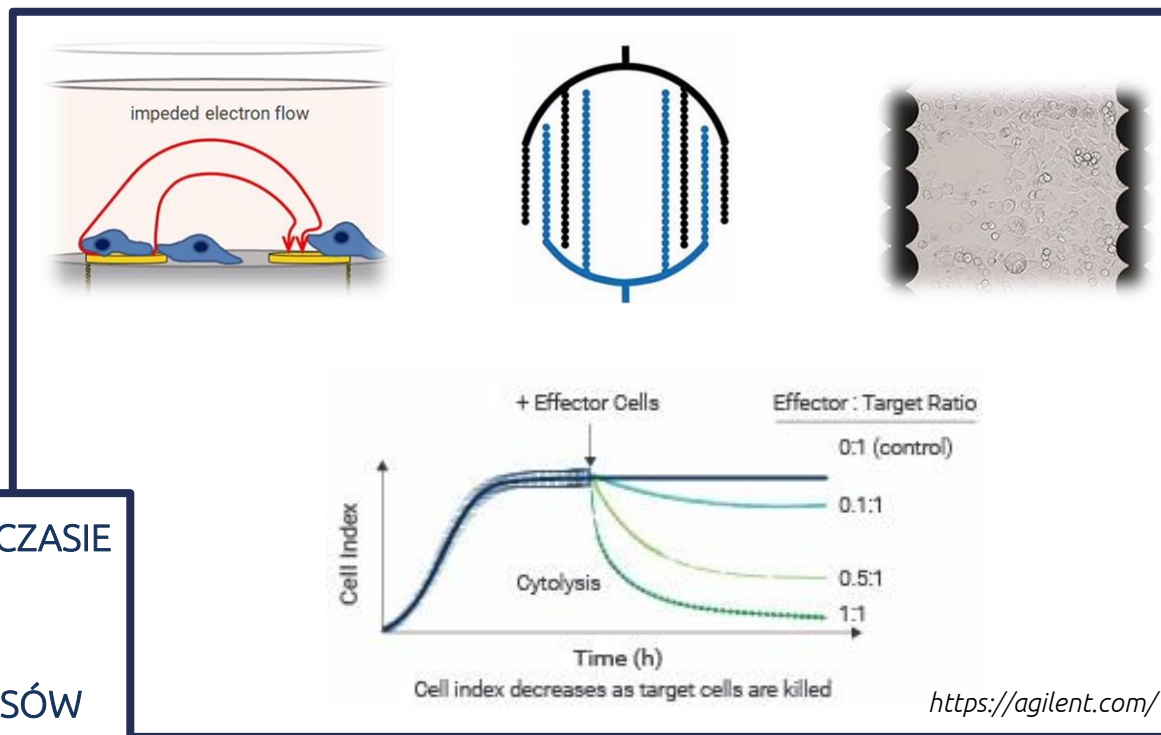 impeded electron flow
+ Effector Cells
Effector : Target Ratio
0:1 (control)
0.1:1
0.5:1
1:1
Cell Index
Cytolysis
Time (h)
Cell index decreases as target cells are killed
https://agilent.com/
CZASIE
SÓW